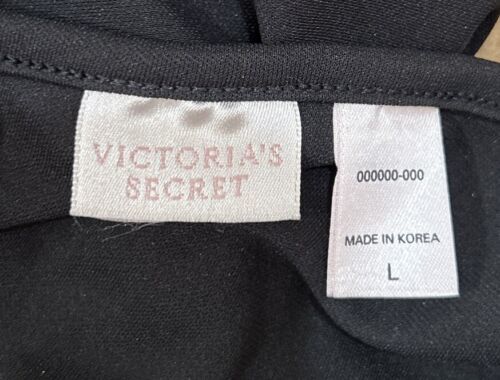 VICTORIA'S
SECRET
000000-000
MADE IN KOREA
L